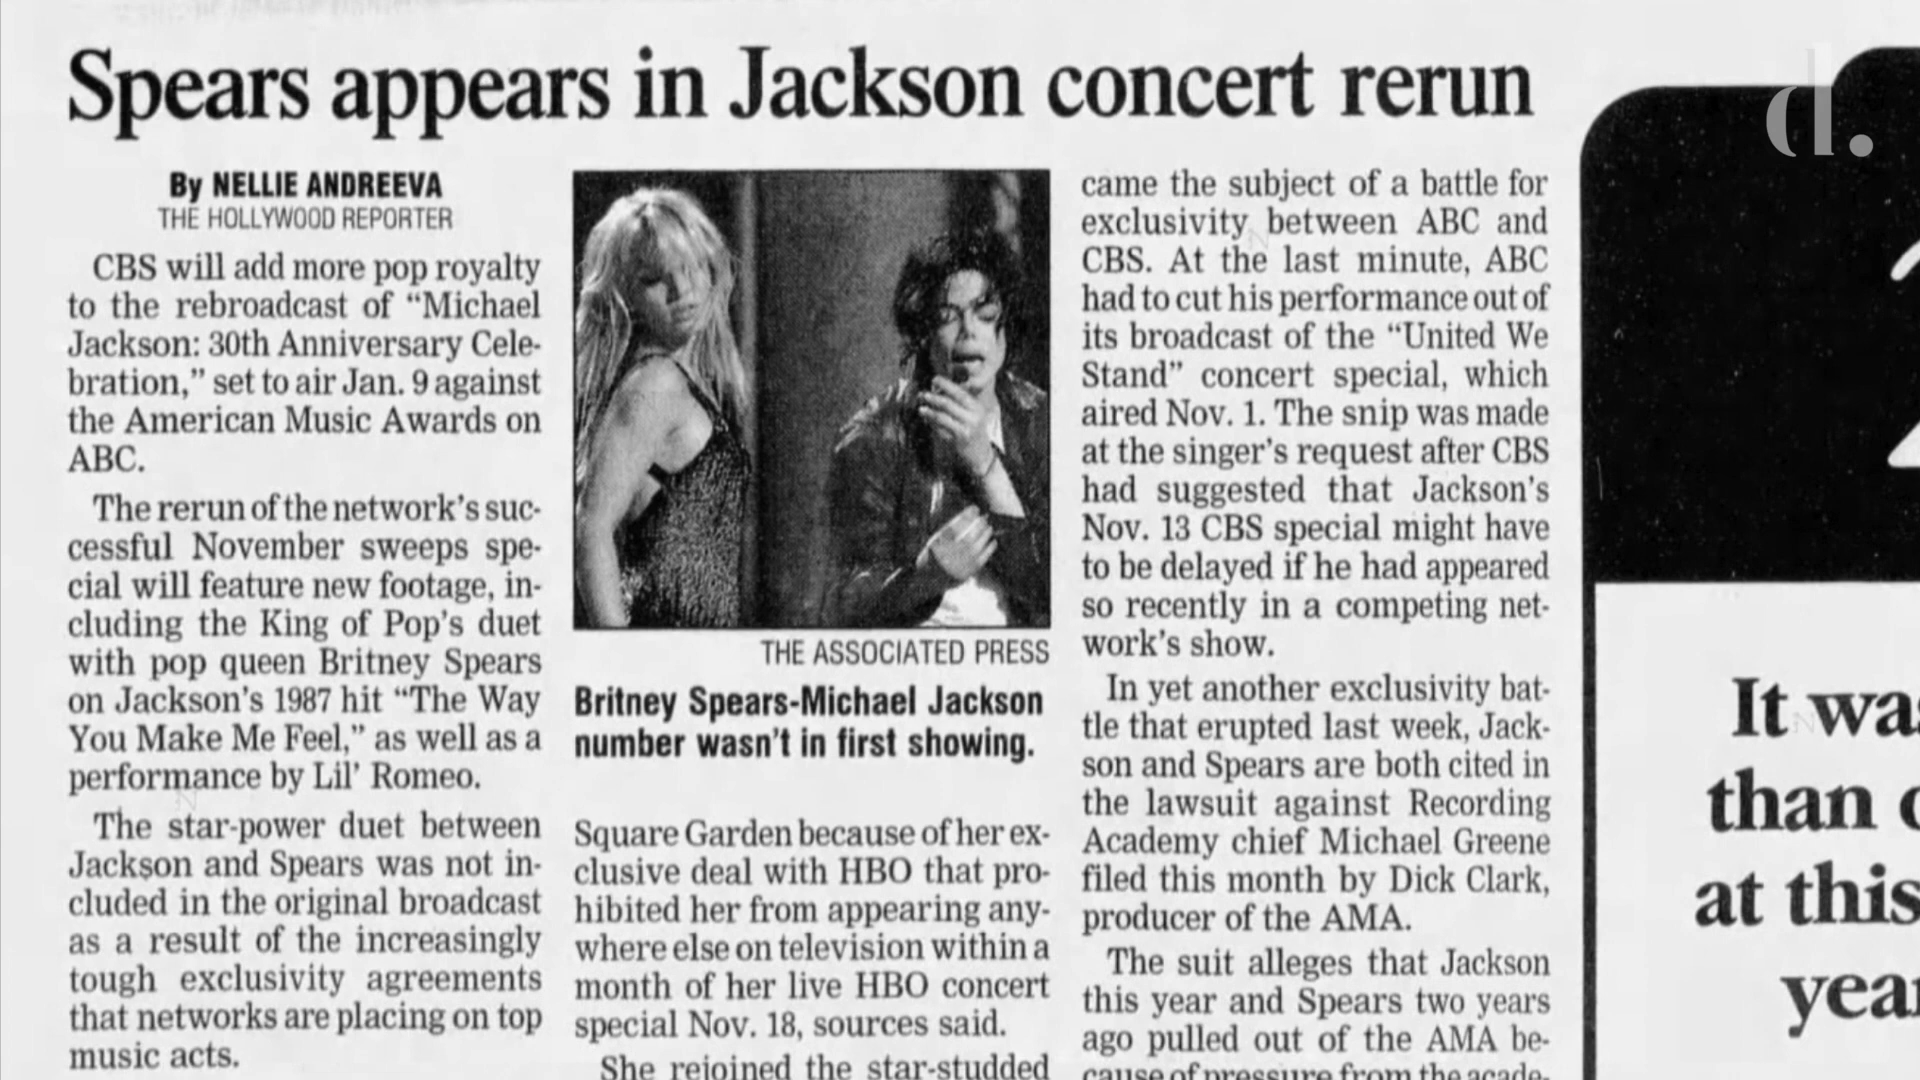 Spears appears in Jackson concert rerun
By NELLIE ANDREEVA
THE HOLLYWOOD REPORTER
CBS will add more pop royalty
to the rebroadcast of “Michael
Jackson: 30th Anniversary Cele-
bration,” set to air Jan. 9 against
the American Music Awards on
ABC.
The rerun of the network’s suc-
cessful November sweeps spe-
cial will feature new footage, in-
cluding the King of Pop’s duet
with pop queen Britney Spears
on Jackson’s 1987 hit “The Way
You Make Me Feel,” as well as a
performance by Lil’ Romeo.
The star-power duet between
Jackson and Spears was not in-
cluded in the original broadcast
as a result of the increasingly
tough exclusivity agreements
that networks are placing on top
music acts.
THE ASSOCIATED PRESS
Britney Spears-Michael Jackson
number wasn’t in first showing.
Square Garden because of her ex-
clusive deal with HBO that pro-
hibited her from appearing any-
where else on television within a
month of her live HBO concert
special Nov. 18, sources said.
She rejoined the star-studded
came the subject of a battle for
exclusivity between ABC and
CBS. At the last minute, ABC
had to cut his performance out of
its broadcast of the “United We
Stand” concert special, which
aired Nov. 1. The snip was made
at the singer’s request after CBS
had suggested that Jackson’s
Nov. 13 CBS special might have
to be delayed if he had appeared
so recently in a competing net-
work’s show.
In yet another exclusivity bat-
tle that erupted last week, Jack-
son and Spears are both cited in
the lawsuit against Recording
Academy chief Michael Greene
filed this month by Dick Clark,
producer of the AMA.
The suit alleges that Jackson
this year and Spears two years
ago pulled out of the AMA be-
cause of pressure from the acade-
d.
It was
than
at this